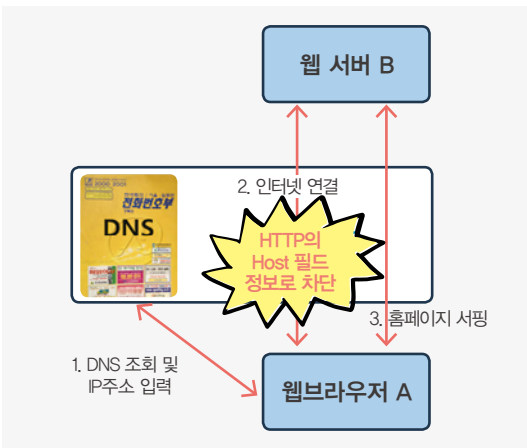 웹 서버 B
2. 인터넷 연결
전화번호부
DNS
HTTP의
Host 필드
정보로 차단
3. 홈페이지 서핑
1. DNS 조회 및
IP주소 입력
웹브라우저 A